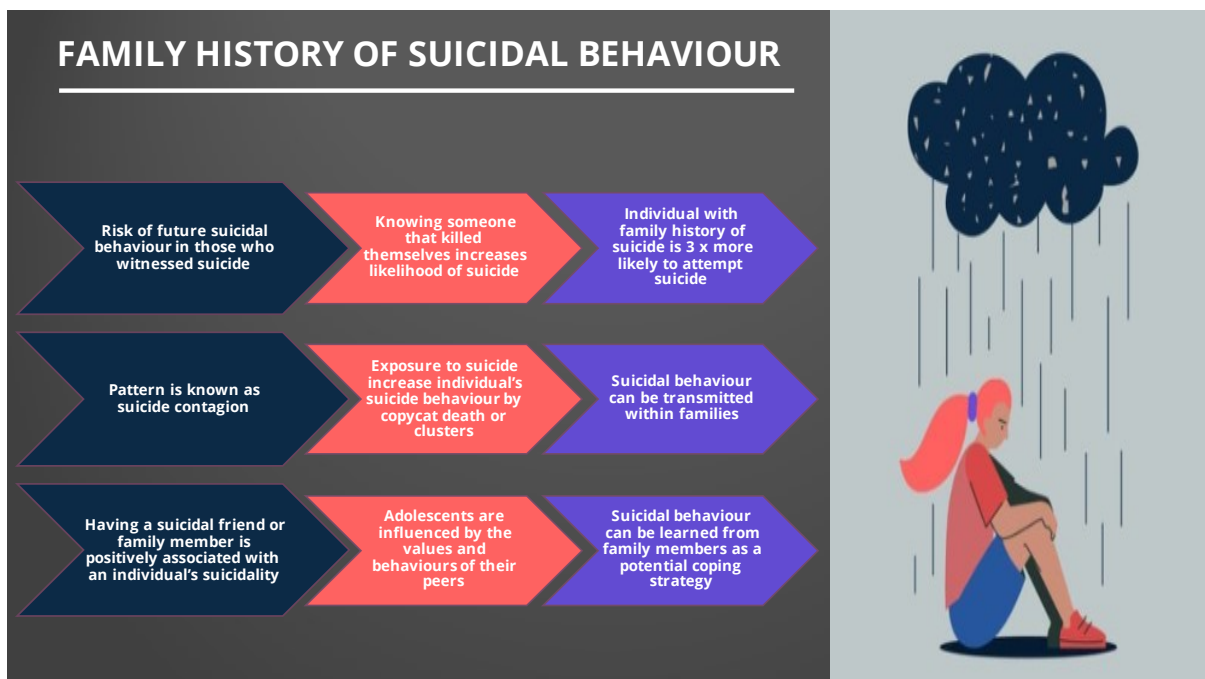 FAMILY HISTORY OF SUICIDAL BEHAVIOUR
Risk of future suicidal
behaviour in those who
witnessed suicide
Knowing someone
that killed
themselves increases
likelihood of suicide
Individual with
family history of
suicide is 3 x more
likely to attempt
suicide
Pattern is known as
suicide contagion
Exposure to suicide
increase individual’s
suicide behaviour by
copycat death or
clusters
Suicidal behaviour
can be transmitted
within families
Having a suicidal friend or
family member is
positively associated with
an individual’s suicidality
Adolescents are
influenced by the
values and
behaviours of their
peers
Suicidal behaviour
can be learned from
family members as a
potential coping
strategy